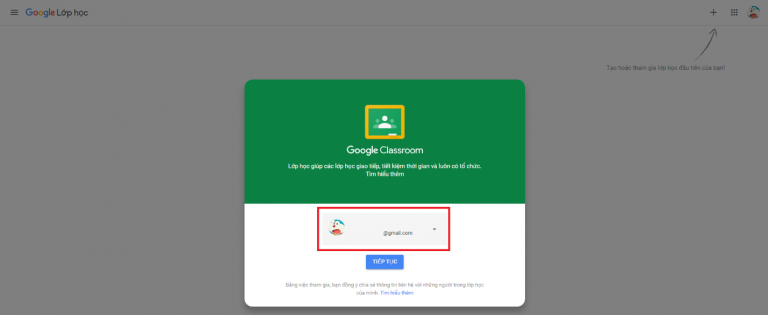 Google Lớp học
Tạo hoặc tham gia lớp học đầu tiên của bạn!
Google Classroom
Lớp học giúp các lớp học giao tiếp, tiết kiệm thời gian và luôn có tổ chức.
Tìm hiểu thêm
@gmail.com
TIẾP TỤC
Bằng việc tham gia, bạn đồng ý chia sẻ thông tin liên hệ với những người trong lớp học
của mình. Tìm hiểu thêm